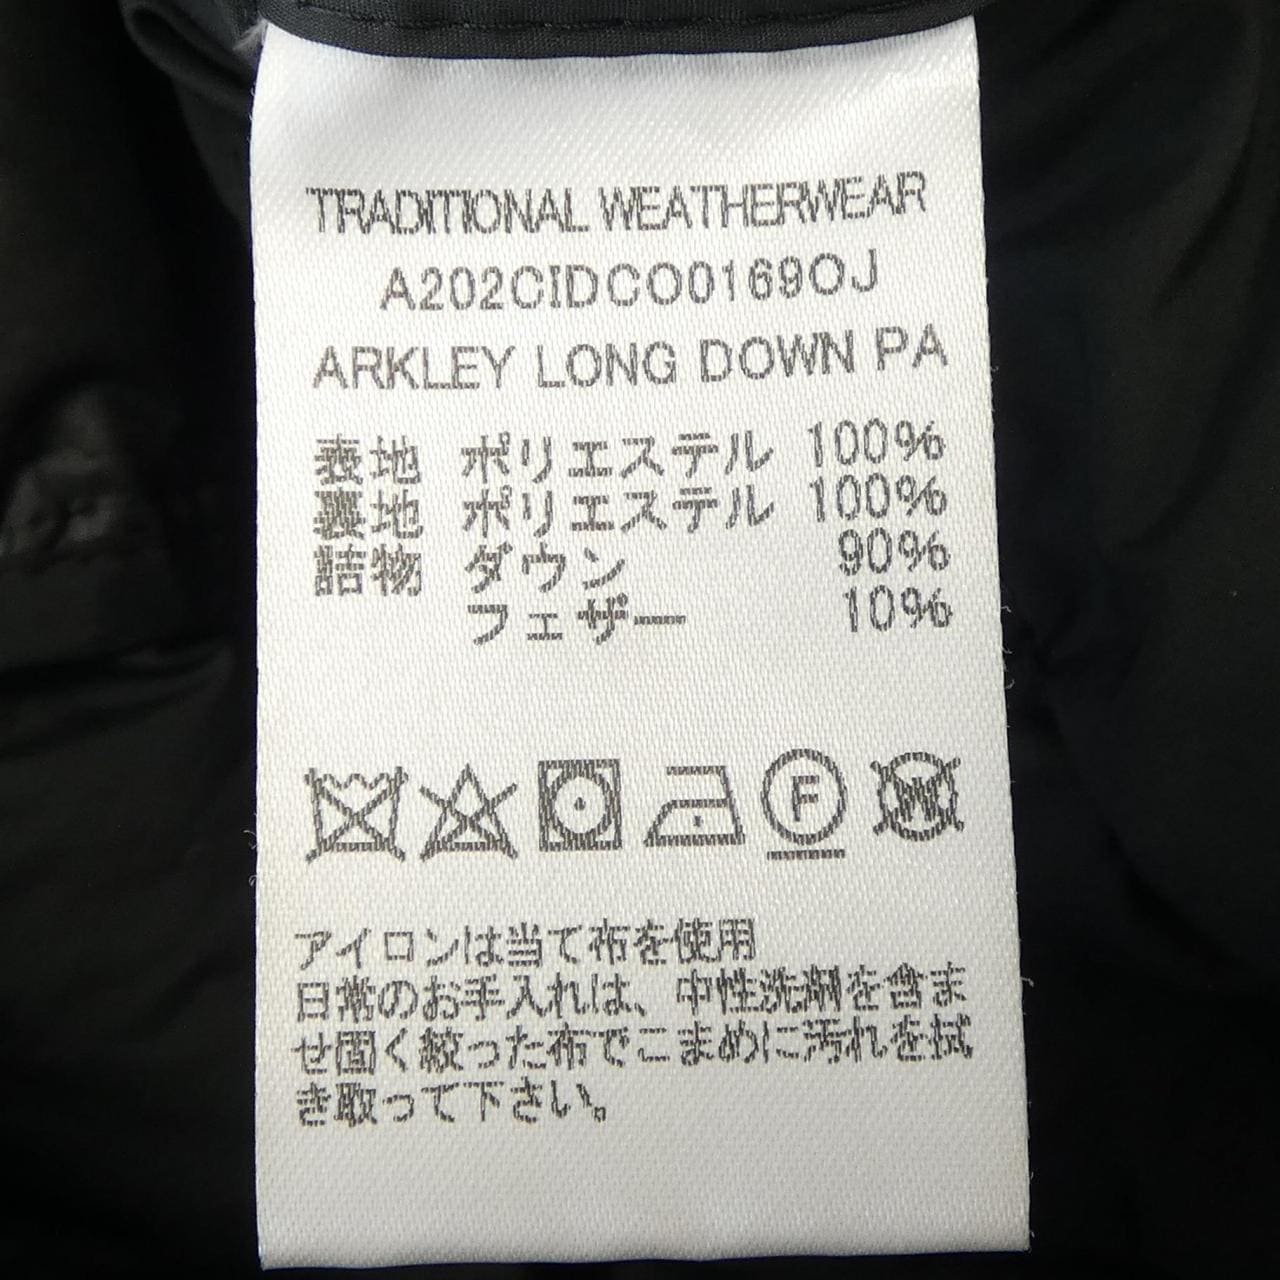 TRADITIONAL WEATHERWEAR
A202CIDCO0169OJ
ARKLEY LONG DOWN PA
表地 ポリエステル 100%
裏地 ポリエステル 100%
詰物 ダウン 90%
フェザー 10%
F W
アイロンは当て布を使用
日常のお手入れは、中性洗剤を含ま
せ固く絞った布でこまめに汚れを拭
き取って下さい。